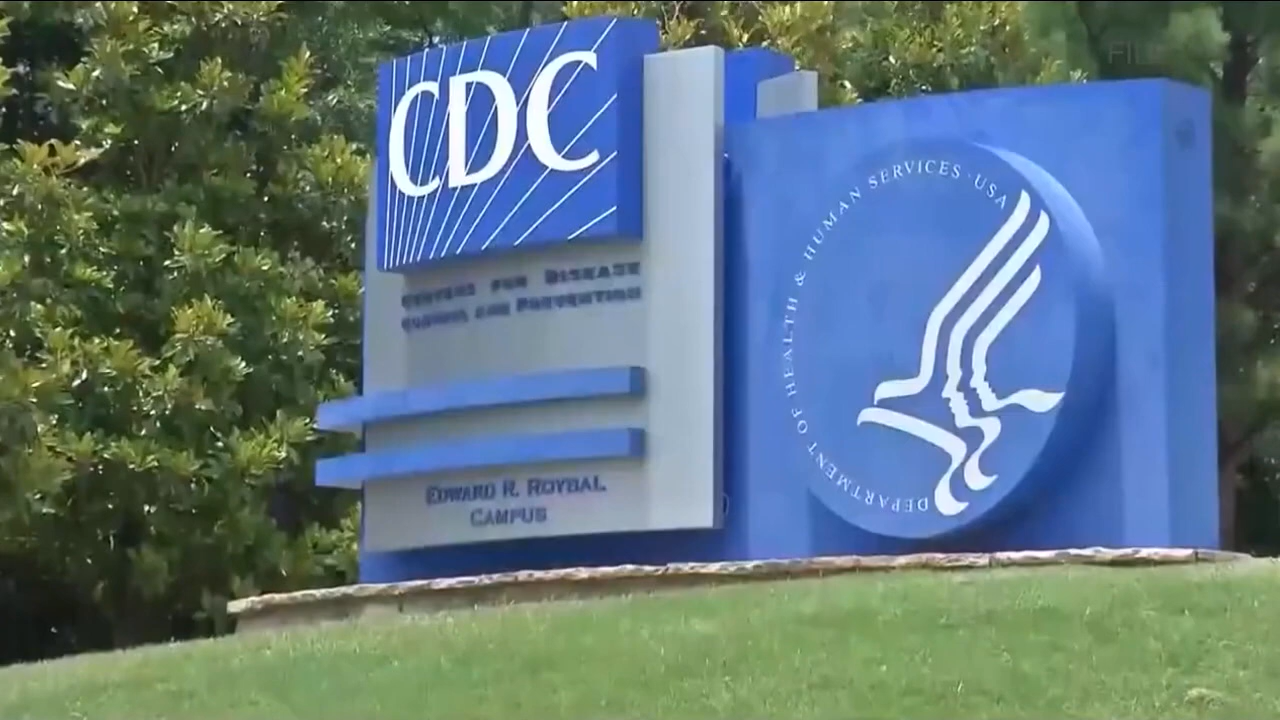 CDC
CENTERS FOR DISEASE
CONTROL AND PREVENTION
EDWARD R. ROYBAL
CAMPUS
DEPARTMENT OF HEALTH & HUMAN SERVICES · USA